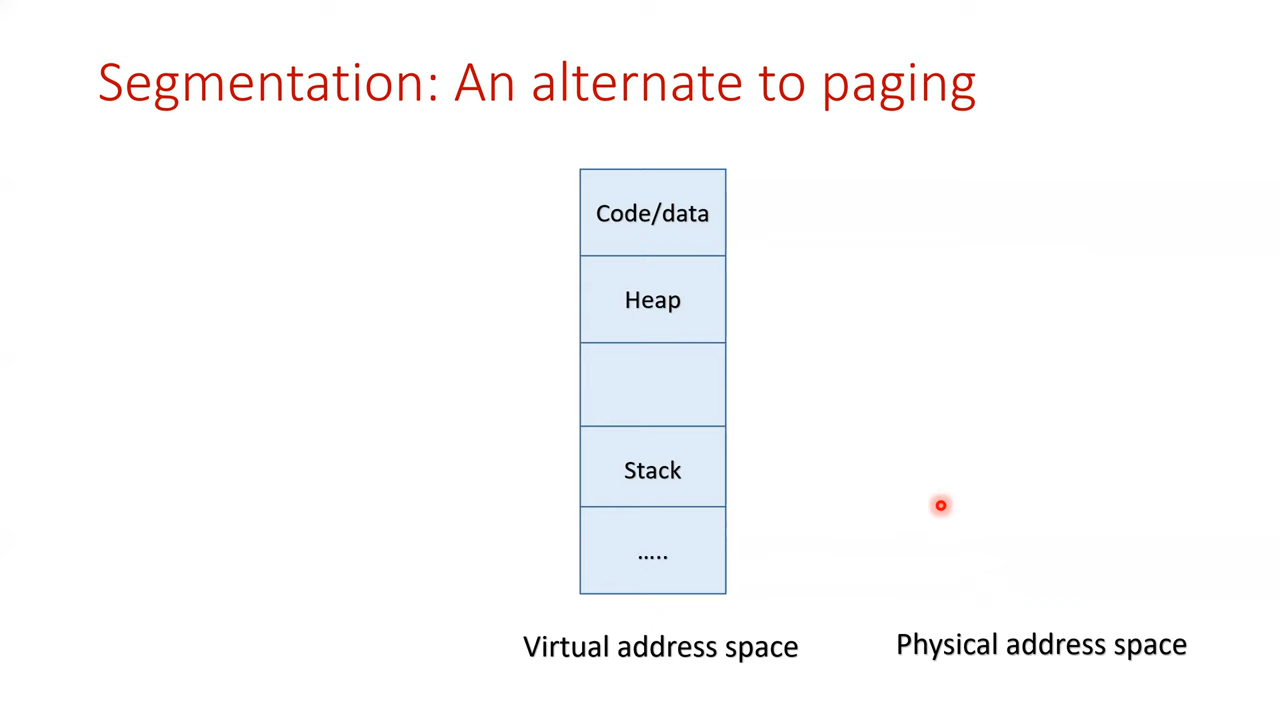 Segmentation: An alternate to paging
Code/data
Heap
Stack
…..
Virtual address space
Physical address space